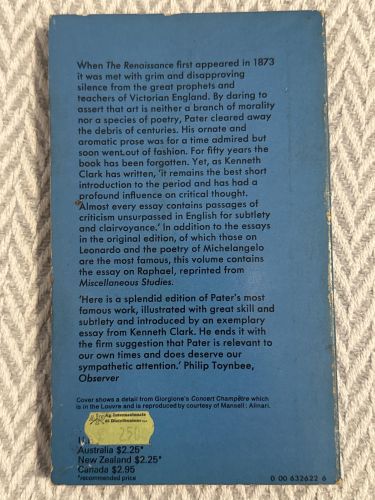 When The Renaissance first appeared in 1873
it was met with grim and disapproving
silence from the great prophets and
teachers of Victorian England. By daring to
assert that art is neither a branch of morality
nor a species of poetry, Pater cleared away
the debris of centuries. His ornate and
aromatic prose was for a time admired but
soon went out of fashion. For fifty years the
book has been forgotten. Yet, as Kenneth
Clark has written, 'it remains the best short
introduction to the period and has had a
profound influence on critical thought.
Almost every essay contains passages of
criticism unsurpassed in English for subtlety
and clairvoyance.' In addition to the essays
in the original edition, of which those on
Leonardo and the poetry of Michelangelo
are the most famous, this volume contains
the essay on Raphael, reprinted from
Miscellaneous Studies.
'Here is a splendid edition of Pater's most
famous work, illustrated with great skill and
subtlety and introduced by an exemplary
essay from Kenneth Clark. He ends it with
the firm suggestion that Pater is relevant to
our own times and does deserve our
sympathetic attention.' Philip Toynbee,
Observer
Cover shows a detail from Giorgione's Concert Champêtre which
is in the Louvre and is reproduced by courtesy of Mansell: Alinari.
Ag. Internazionale
di Distribuzione
Australia $2.25*
New Zealand $2.25*
Canada $2.95
*recommended price
0 00 632622 6